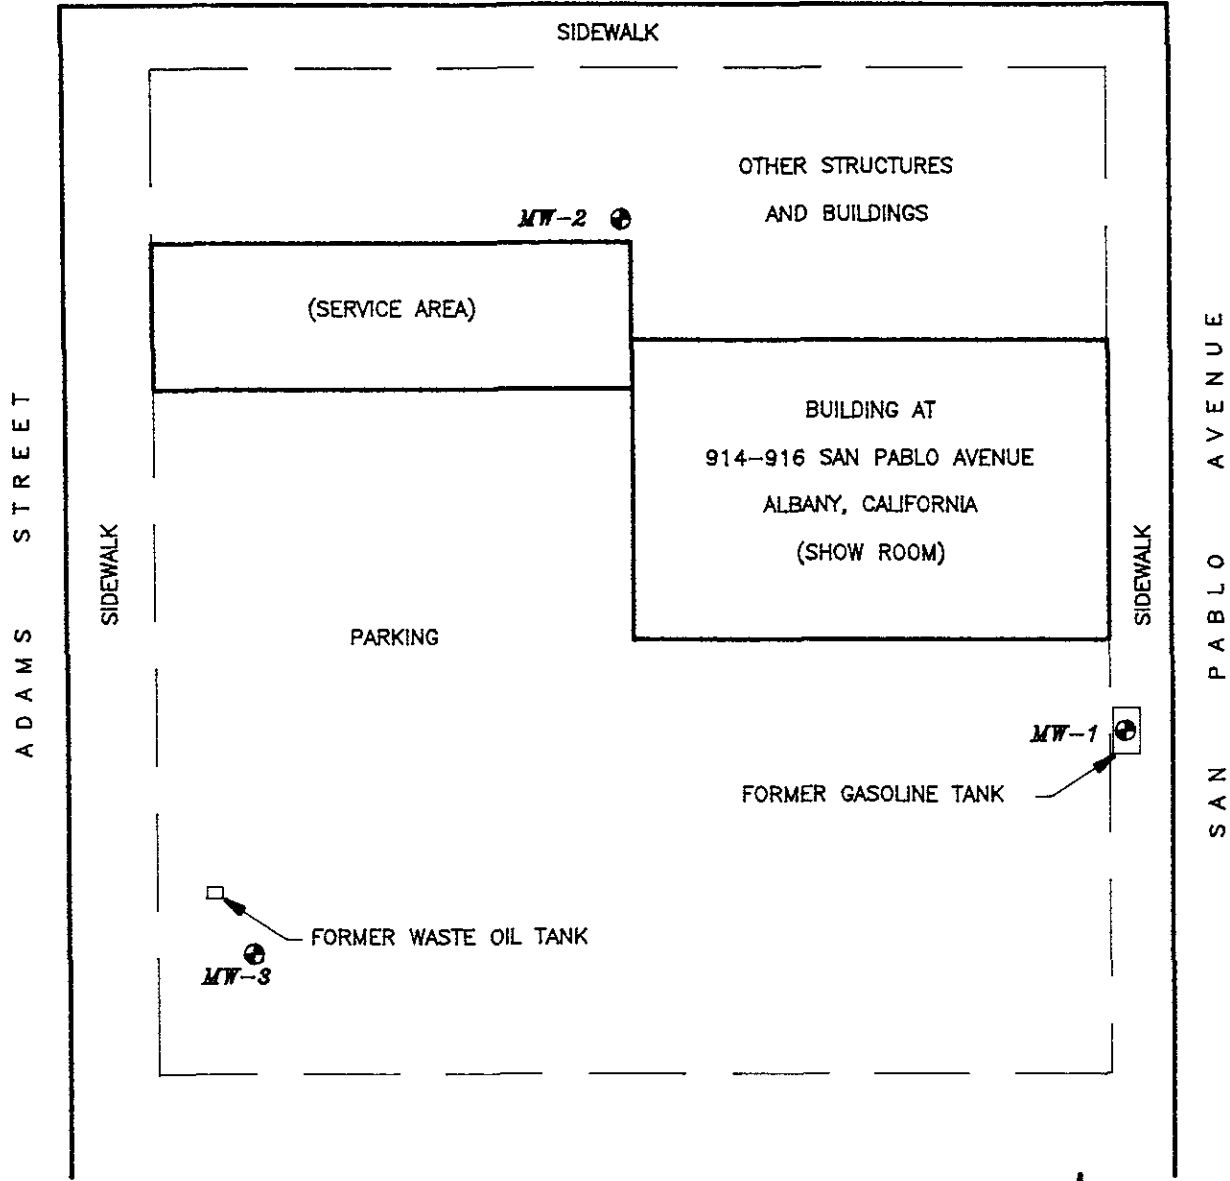 SIDEWALK
OTHER STRUCTURES
AND BUILDINGS
MW-2
(SERVICE AREA)
BUILDING AT
914-916 SAN PABLO AVENUE
ALBANY, CALIFORNIA
(SHOW ROOM)
ADAMS STREET
SIDEWALK
PARKING
SIDEWALK
SAN PABLO AVENUE
MW-1
FORMER GASOLINE TANK
FORMER WASTE OIL TANK
MW-3